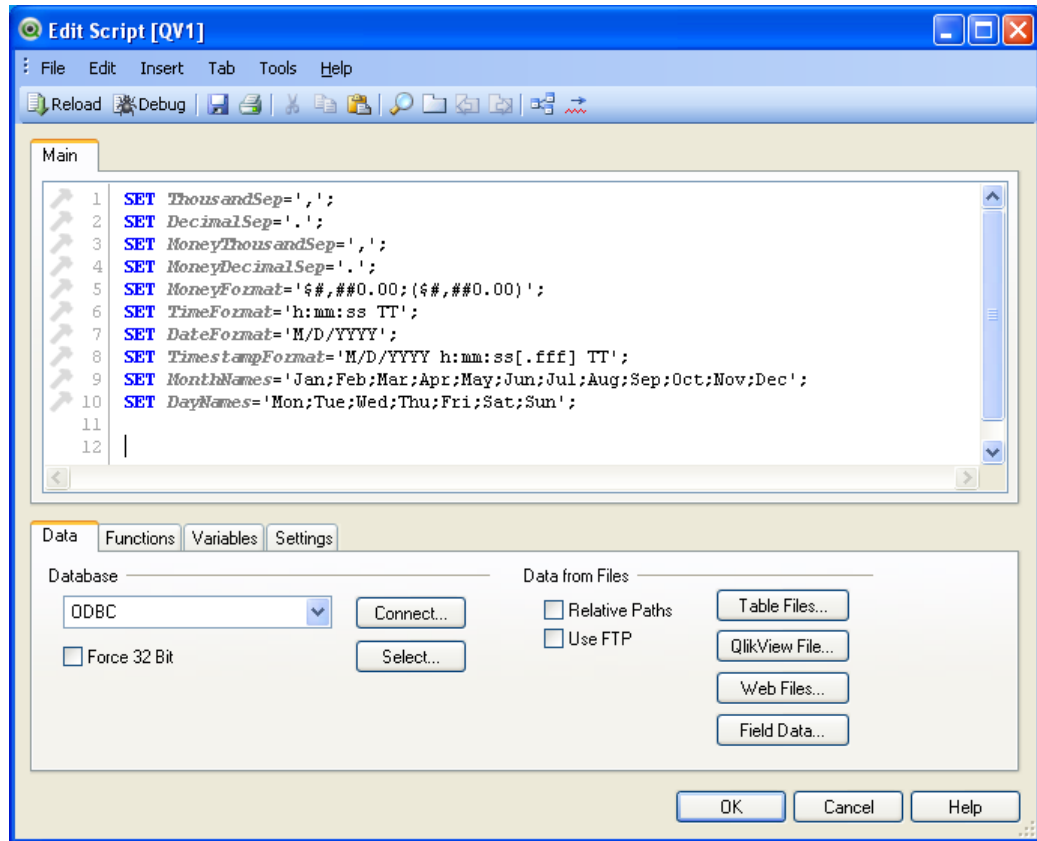 Edit Script [QV1]
File Edit Insert Tab Tools Help
Reload Debug
Main
1 SET ThousandSep=',';
2 SET DecimalSep='.';
3 SET MoneyThousandSep=',';
4 SET MoneyDecimalSep='.';
5 SET MoneyFormat='$#,##0.00;($#,##0.00)';
6 SET TimeFormat='h:mm:ss TT';
7 SET DateFormat='M/D/YYYY';
8 SET TimestampFormat='M/D/YYYY h:mm:ss[.fff] TT';
9 SET MonthNames='Jan;Feb;Mar;Apr;May;Jun;Jul;Aug;Sep;Oct;Nov;Dec';
10 SET DayNames='Mon;Tue;Wed;Thu;Fri;Sat;Sun';
11
12
Data Functions Variables Settings
Database Data from Files
ODBC Connect... Relative Paths Table Files...
Force 32 Bit Select... Use FTP QlikView File...
Web Files...
Field Data...
OK Cancel Help